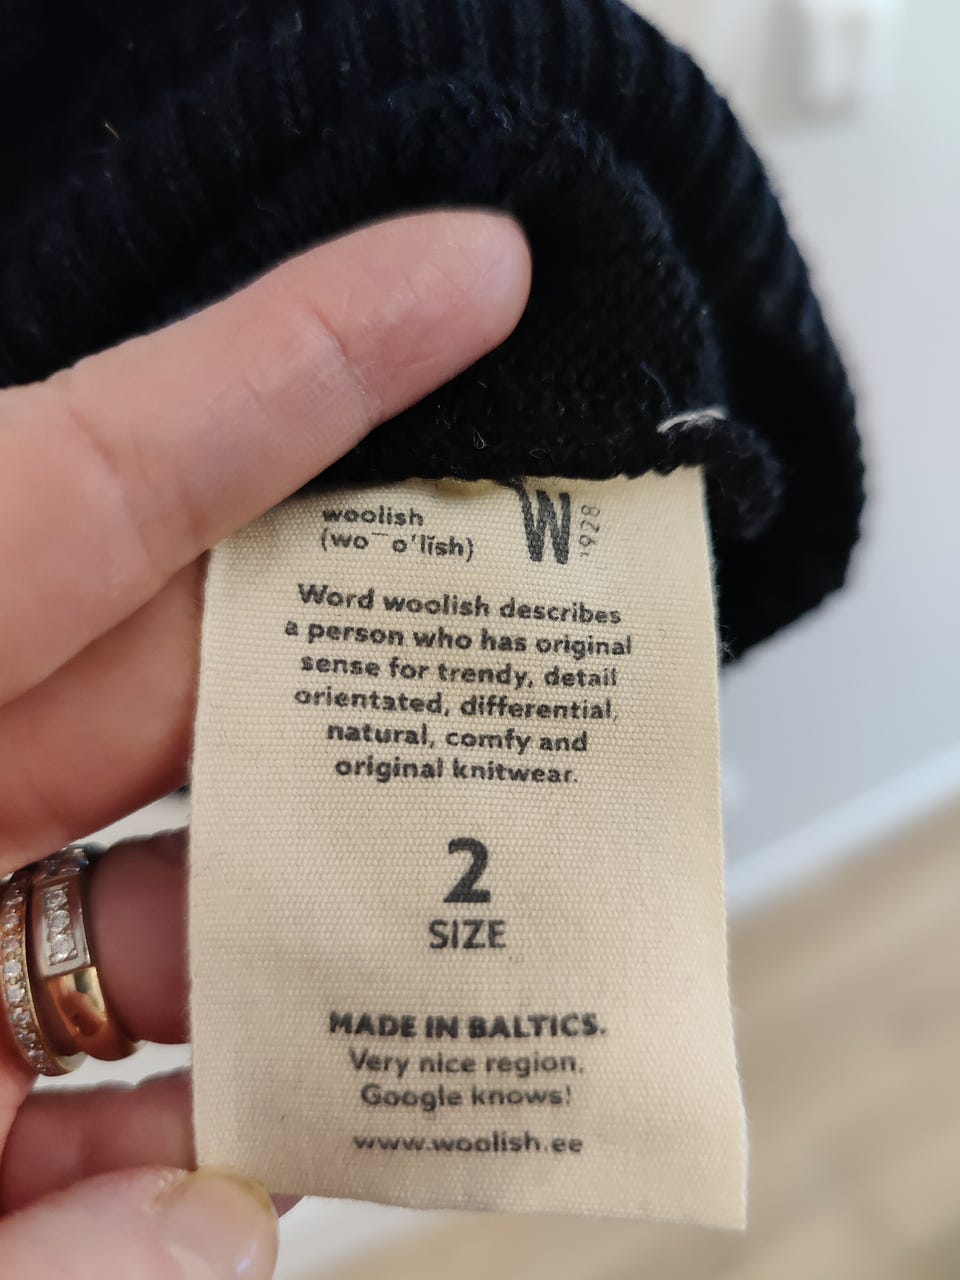 woolish
(wo¯o'lĭsh)
W
1928
Word woolish describes
a person who has original
sense for trendy, detail
orientated, differential,
natural, comfy and
original knitwear.
2
SIZE
MADE IN BALTICS.
Very nice region,
Google knows!
www.woolish.ee